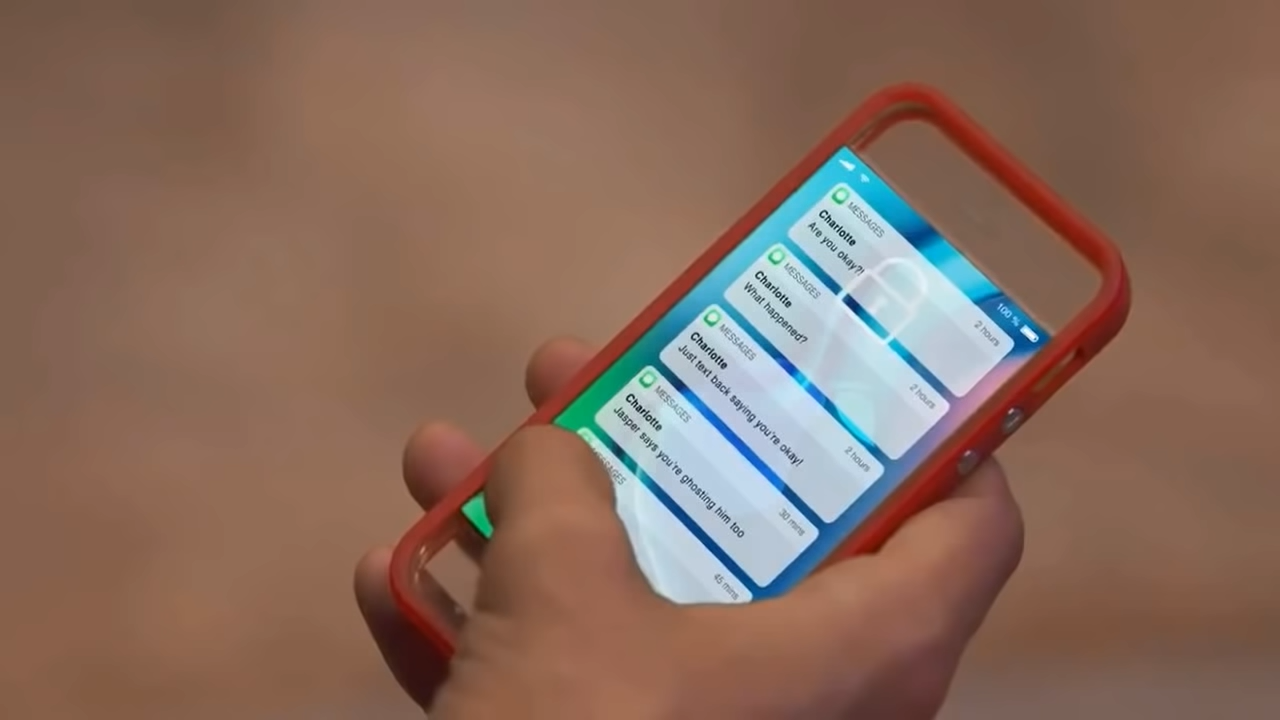 100 %
MESSAGES
2 hours
Charlotte
Are you okay?!
MESSAGES
2 hours
Charlotte
What happened?
MESSAGES
2 hours
Charlotte
Just text back saying you're okay!
MESSAGES
30 mins
Charlotte
Jasper says you're ghosting him too
MESSAGES
45 mins